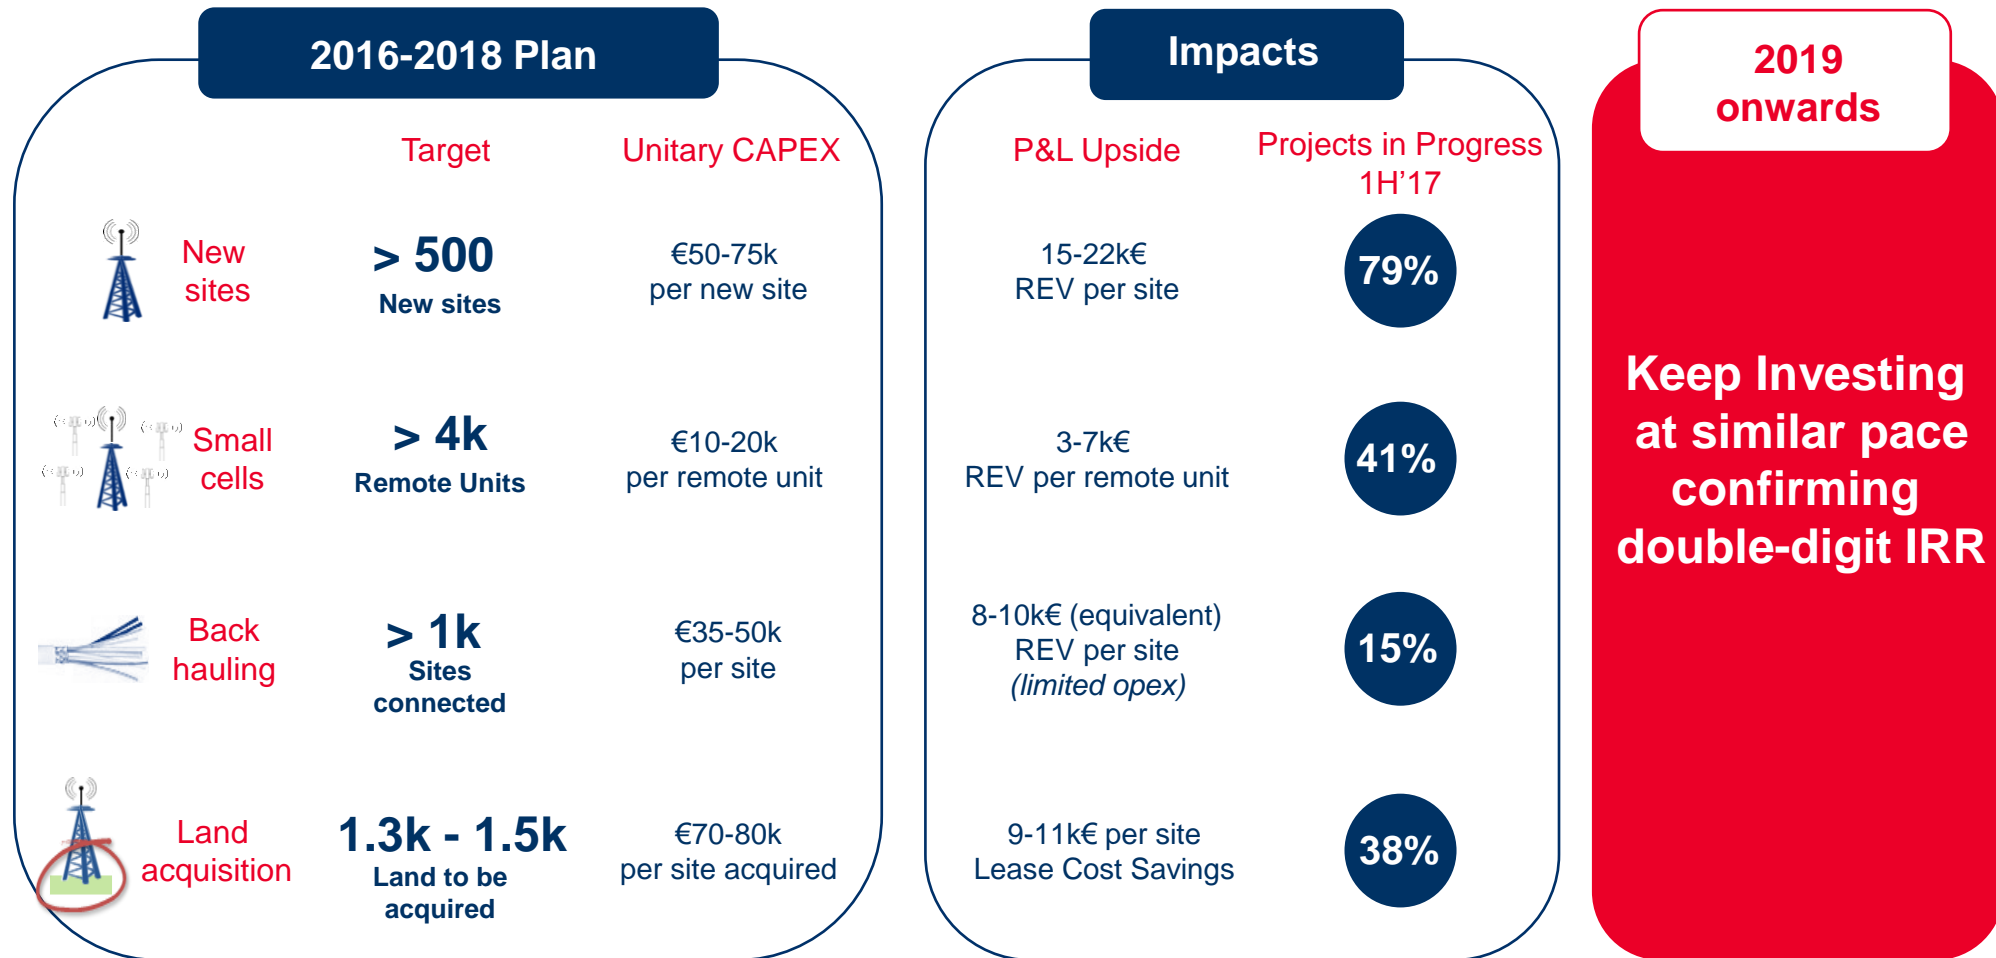 2016-2018 Plan
Impacts
2019
onwards
Target
Unitary CAPEX
P&L Upside
Projects in Progress
1H'17
New
sites
> 500
New sites
€50-75k
per new site
15-22k€
REV per site
79%
Small
cells
> 4k
Remote Units
€10-20k
per remote unit
3-7k€
REV per remote unit
41%
Back
hauling
> 1k
Sites
connected
€35-50k
per site
8-10k€ (equivalent)
REV per site
(limited opex)
15%
Land
acquisition
1.3k - 1.5k
Land to be
acquired
€70-80k
per site acquired
9-11k€ per site
Lease Cost Savings
38%
Keep Investing
at similar pace
confirming
double-digit IRR